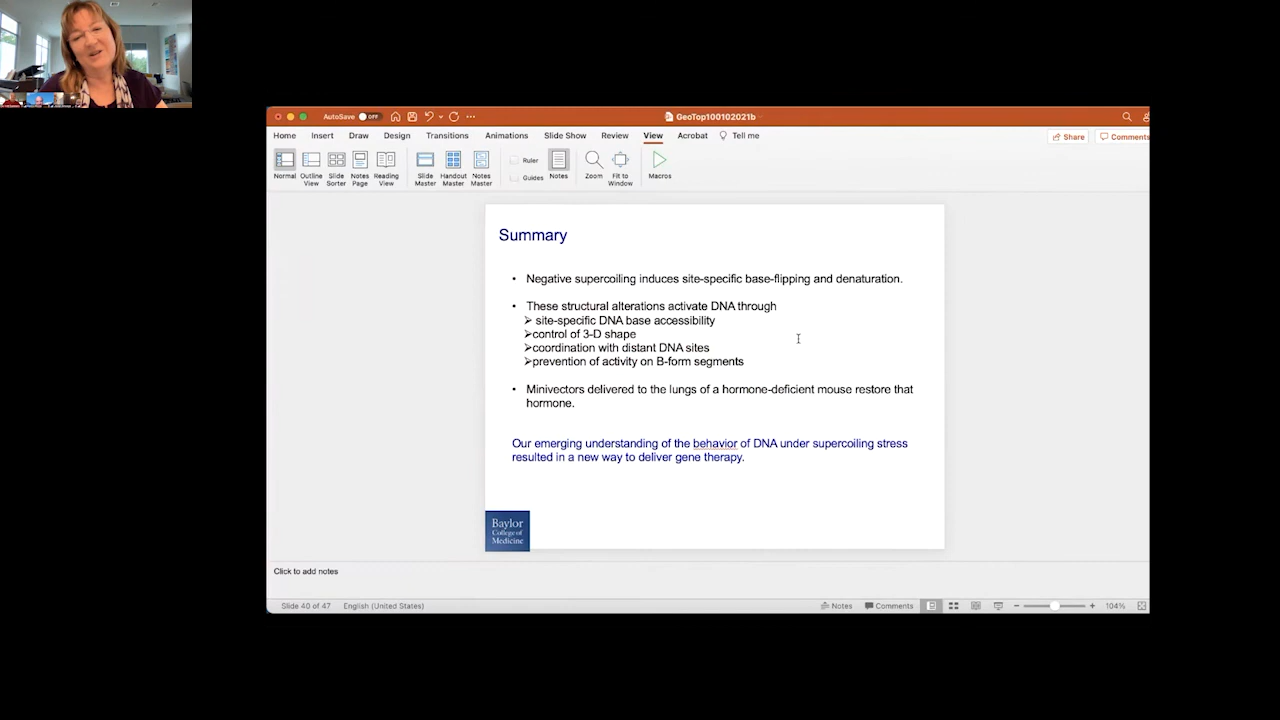 AutoSave OFF
GeoTop100102021b
Home Insert Draw Design Transitions Animations Slide Show Review View Acrobat Tell me
Share Comments
Normal Outline View Slide Sorter Notes Page Reading View Slide Master Handout Master Notes Master Ruler Guides Notes Zoom Fit to Window Macros
Summary
• Negative supercoiling induces site-specific base-flipping and denaturation.
• These structural alterations activate DNA through
➢ site-specific DNA base accessibility
➢control of 3-D shape
➢coordination with distant DNA sites
➢prevention of activity on B-form segments
• Minivectors delivered to the lungs of a hormone-deficient mouse restore that
hormone.
Our emerging understanding of the behavior of DNA under supercoiling stress
resulted in a new way to deliver gene therapy.
Baylor
College of
Medicine
Click to add notes
Slide 40 of 47 English (United States) Notes Comments 104%